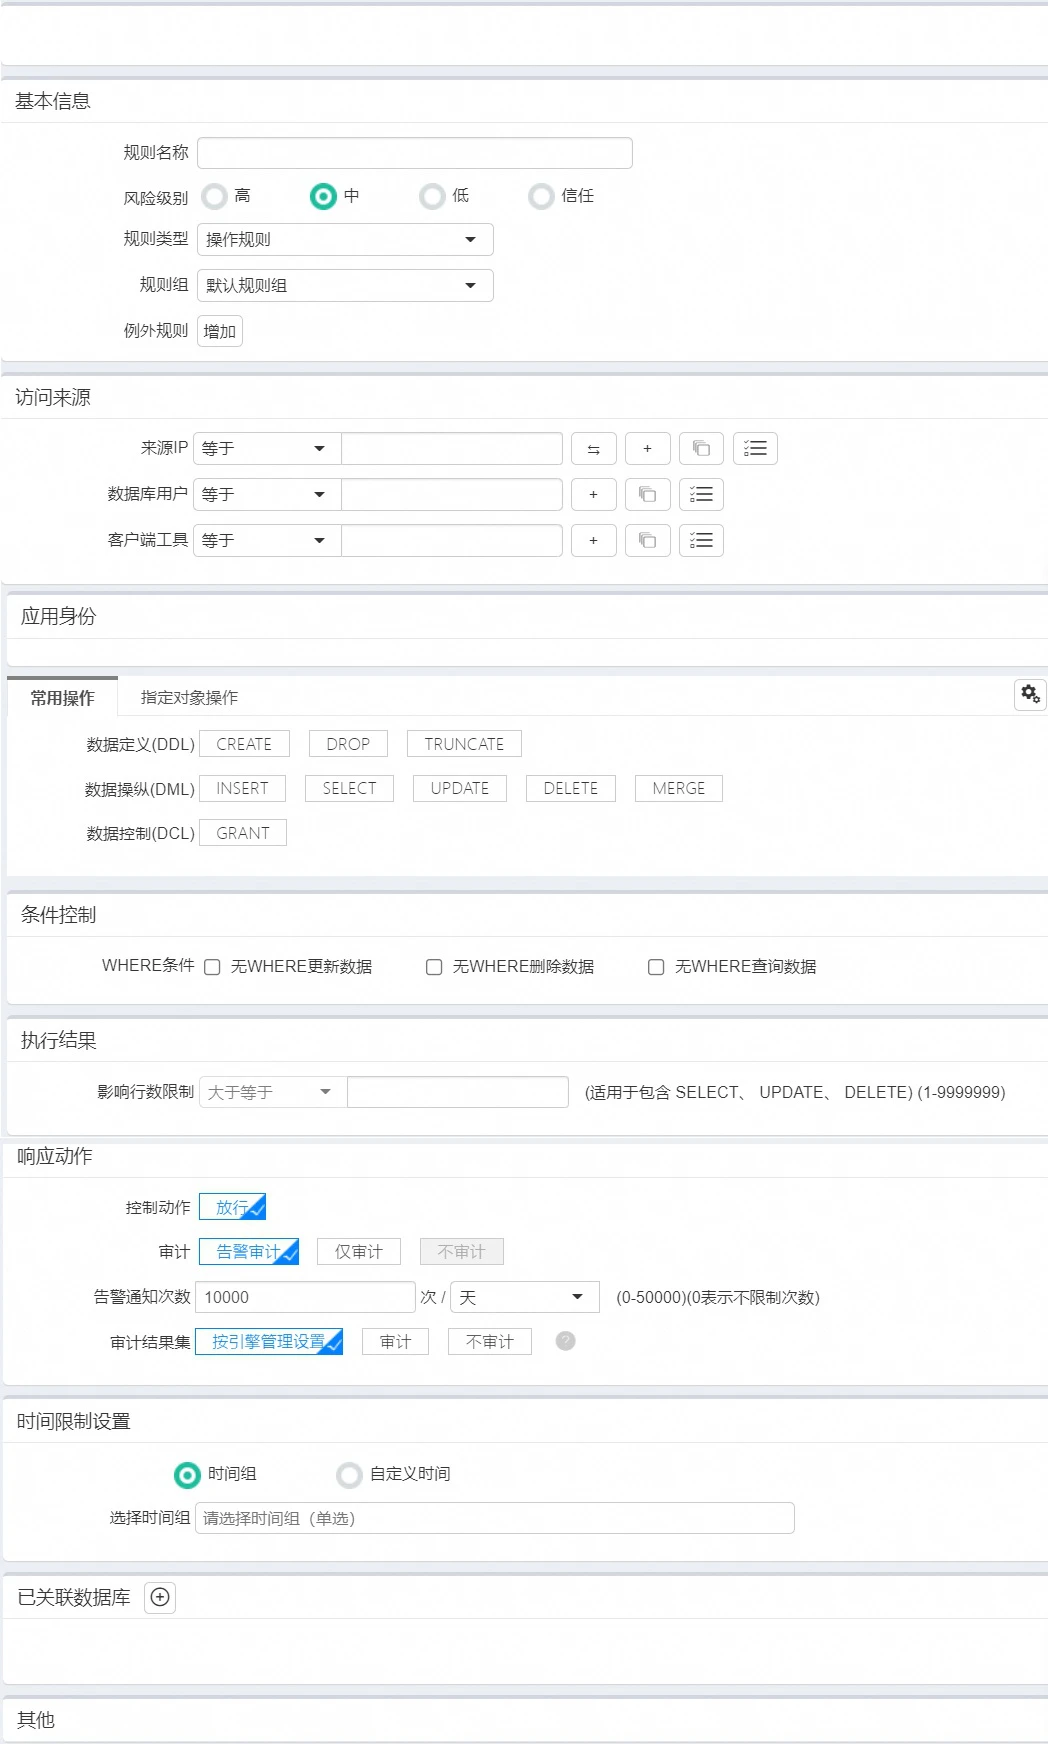 基本信息
规则名称
风险级别 高 中 低 信任
规则类型 操作规则
规则组 默认规则组
例外规则 增加
访问来源
来源IP 等于
数据库用户 等于
客户端工具 等于
应用身份
常用操作 指定对象操作
数据定义(DDL) CREATE DROP TRUNCATE
数据操纵(DML) INSERT SELECT UPDATE DELETE MERGE
数据控制(DCL) GRANT
条件控制
WHERE条件 无WHERE更新数据 无WHERE删除数据 无WHERE查询数据
执行结果
影响行数限制 大于等于 (适用于包含 SELECT、 UPDATE、 DELETE) (1-9999999)
响应动作
控制动作 放行
审计 告警审计 仅审计 不审计
告警通知次数 10000 次 / 天 (0-50000)(0表示不限制次数)
审计结果集 按引擎管理设置 审计 不审计 ?
时间限制设置
时间组 自定义时间
选择时间组 请选择时间组（单选）
已关联数据库
其他